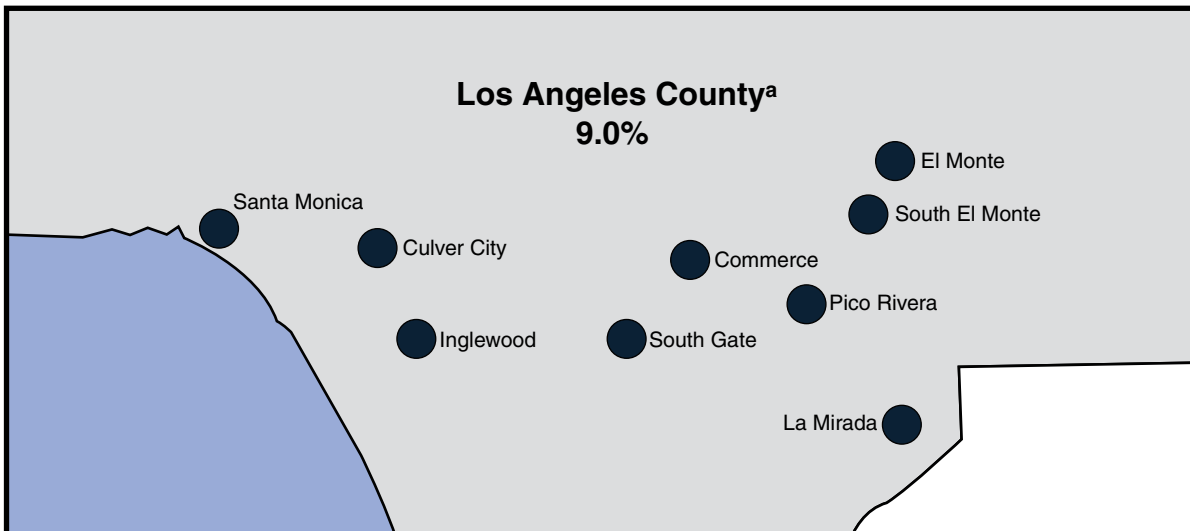 Los Angeles Countyᵃ
9.0%
El Monte
Santa Monica
South El Monte
Culver City
Commerce
Pico Rivera
Inglewood
South Gate
La Mirada